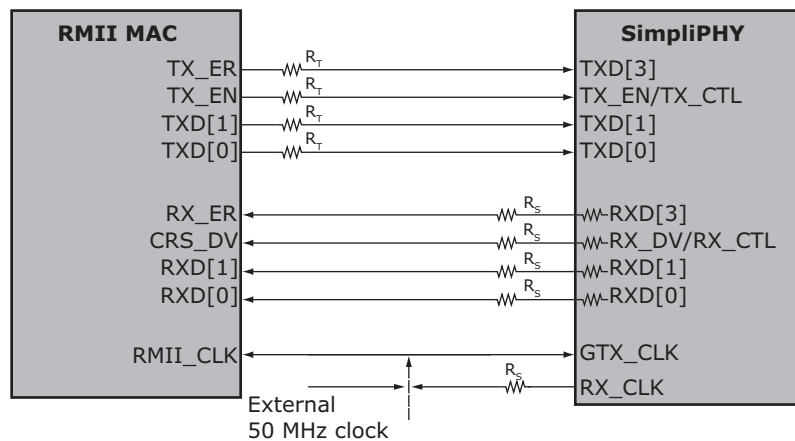 RMII MAC
SimpliPHY
TX_ER
R_T
TXD[3]
TX_EN
R_T
TX_EN/TX_CTL
TXD[1]
R_T
TXD[1]
TXD[0]
R_T
TXD[0]
RX_ER
R_S
RXD[3]
CRS_DV
R_S
RX_DV/RX_CTL
RXD[1]
R_S
RXD[1]
RXD[0]
R_S
RXD[0]
RMII_CLK
GTX_CLK
R_S
RX_CLK
External
50 MHz clock